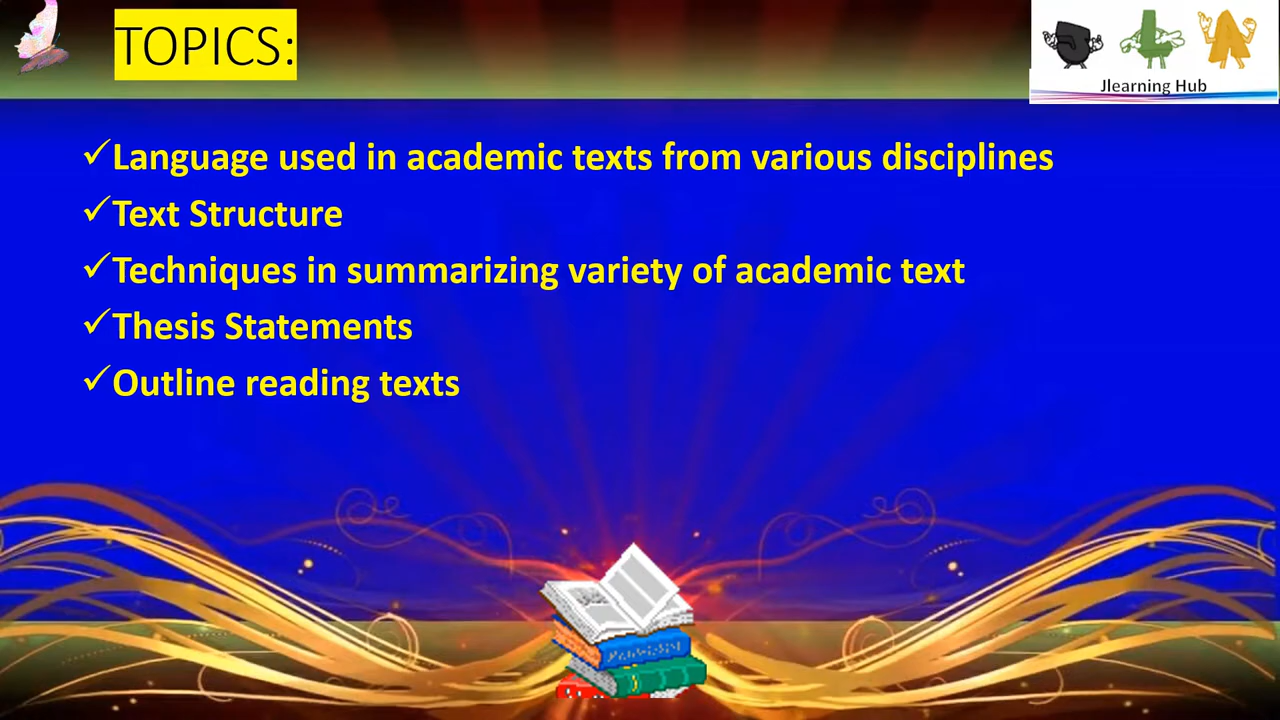 TOPICS:
Jlearning Hub
✓Language used in academic texts from various disciplines
✓Text Structure
✓Techniques in summarizing variety of academic text
✓Thesis Statements
✓Outline reading texts